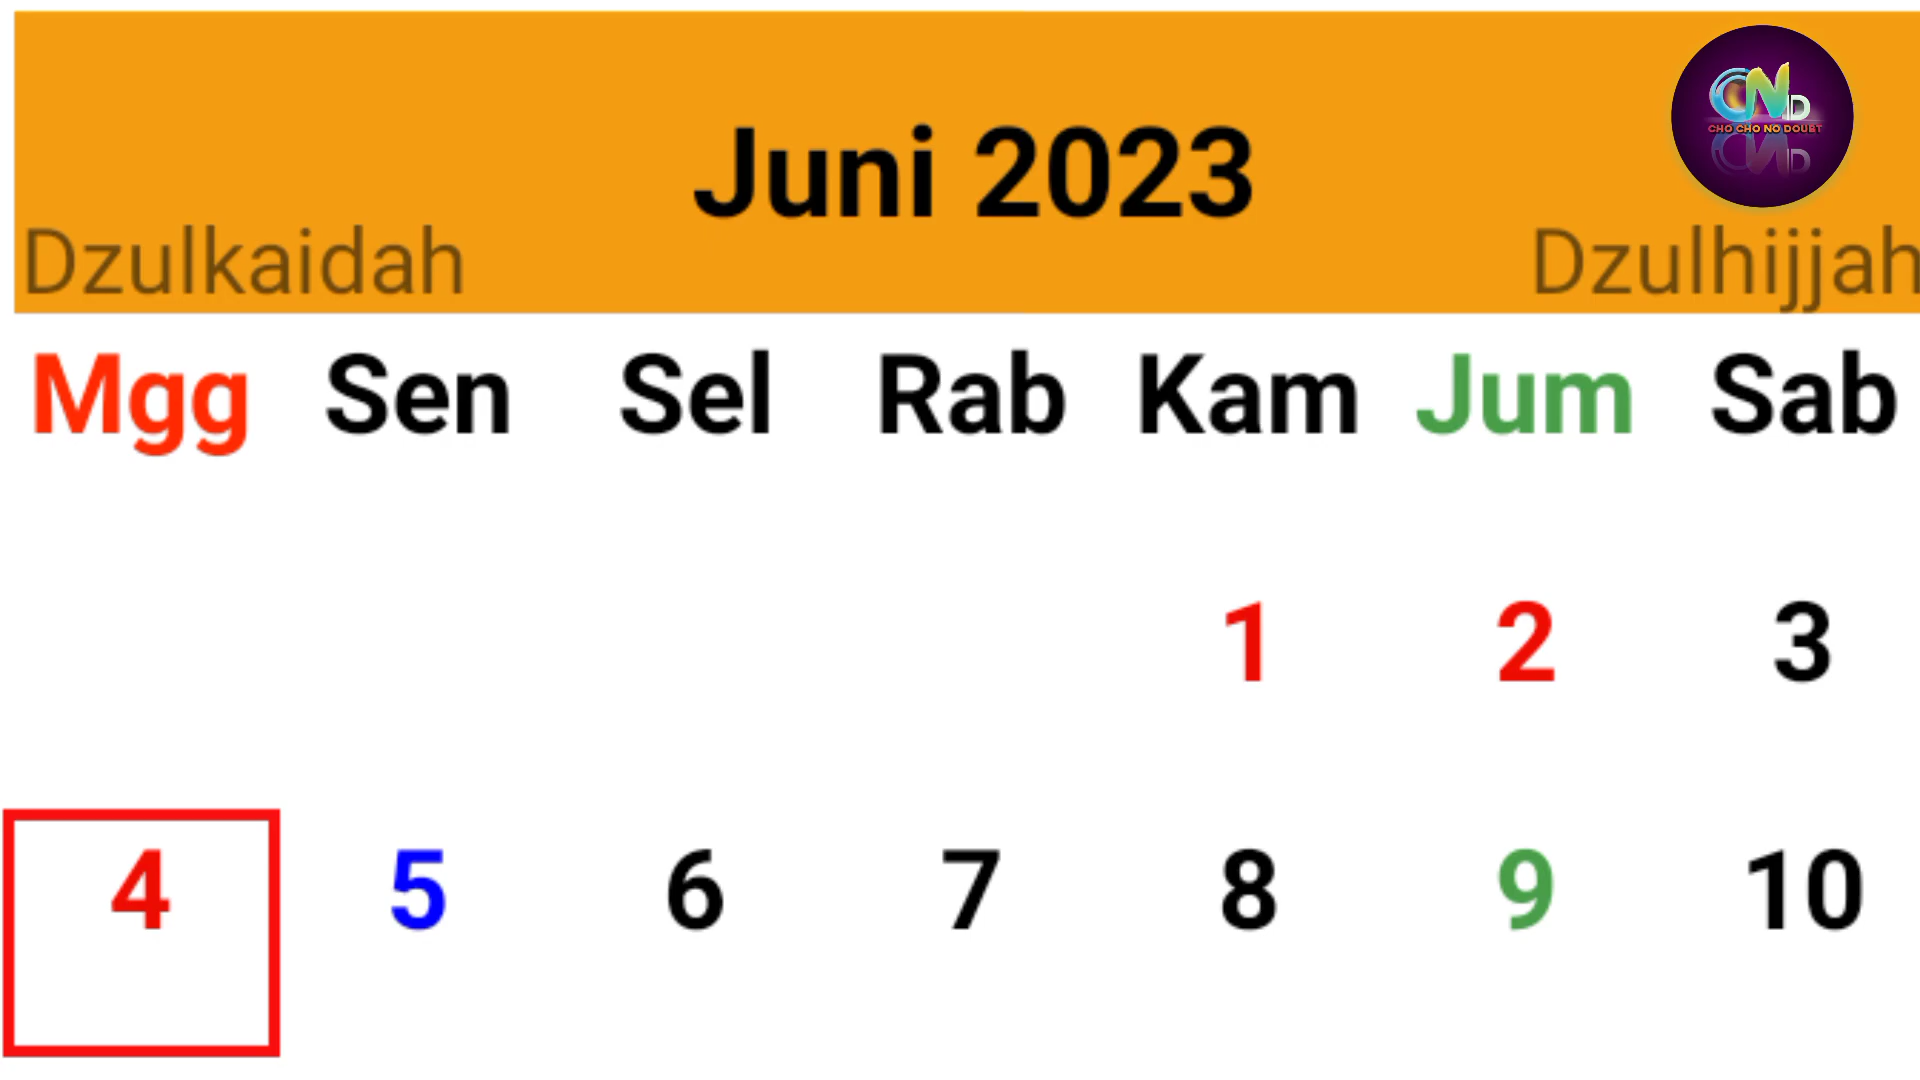 CND
CHO CHO NO DOUBT
Juni 2023
Dzulkaidah Dzulhijjah
Mgg Sen Sel Rab Kam Jum Sab
1 2 3
4 5 6 7 8 9 10